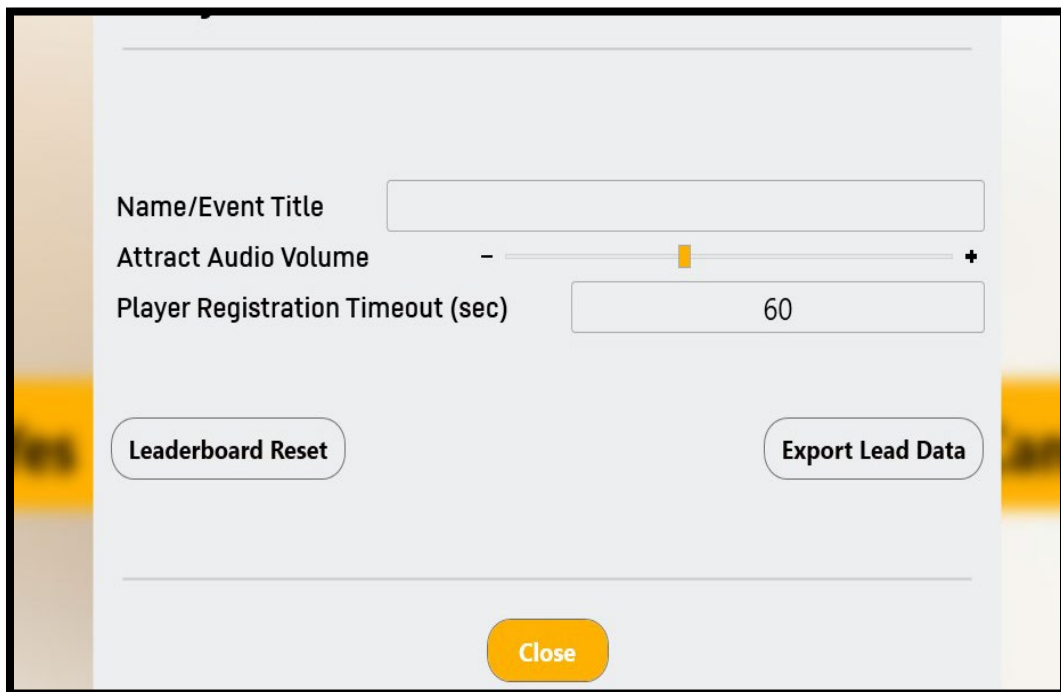 Name/Event Title
Attract Audio Volume - +
Player Registration Timeout (sec) 60
Leaderboard Reset Export Lead Data
Close